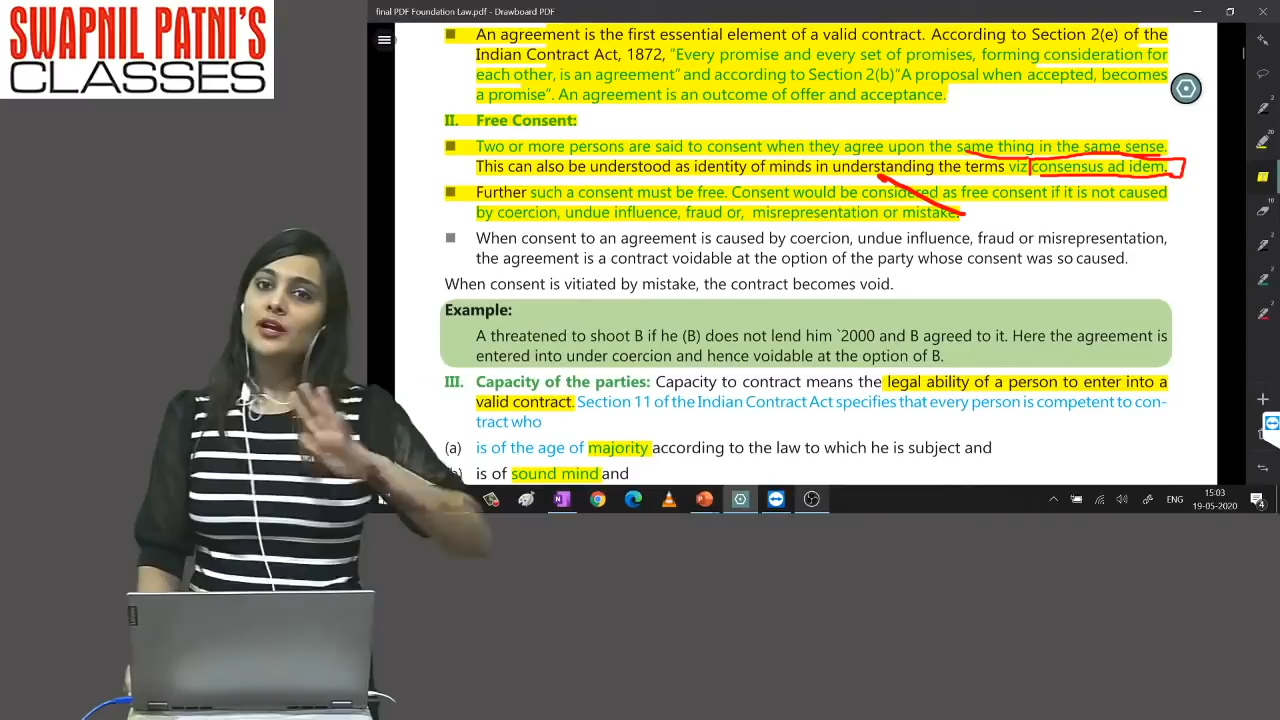 SWAPNIL PATNI'S
CLASSES
final PDF Foundation Law.pdf - Drawboard PDF
An agreement is the first essential element of a valid contract. According to Section 2(e) of the
Indian Contract Act, 1872, "Every promise and every set of promises, forming consideration for
each other, is an agreement" and according to Section 2(b)"A proposal when accepted, becomes
a promise". An agreement is an outcome of offer and acceptance.
II. Free Consent:
Two or more persons are said to consent when they agree upon the same thing in the same sense.
This can also be understood as identity of minds in understanding the terms viz consensus ad idem.
Further such a consent must be free. Consent would be considered as free consent if it is not caused
by coercion, undue influence, fraud or, misrepresentation or mistake.
When consent to an agreement is caused by coercion, undue influence, fraud or misrepresentation,
the agreement is a contract voidable at the option of the party whose consent was so caused.
When consent is vitiated by mistake, the contract becomes void.
Example:
A threatened to shoot B if he (B) does not lend him `2000 and B agreed to it. Here the agreement is
entered into under coercion and hence voidable at the option of B.
III. Capacity of the parties: Capacity to contract means the legal ability of a person to enter into a
valid contract. Section 11 of the Indian Contract Act specifies that every person is competent to con-
tract who
(a) is of the age of majority according to the law to which he is subject and
(b) is of sound mind and
ENG
15:03
19-05-2020